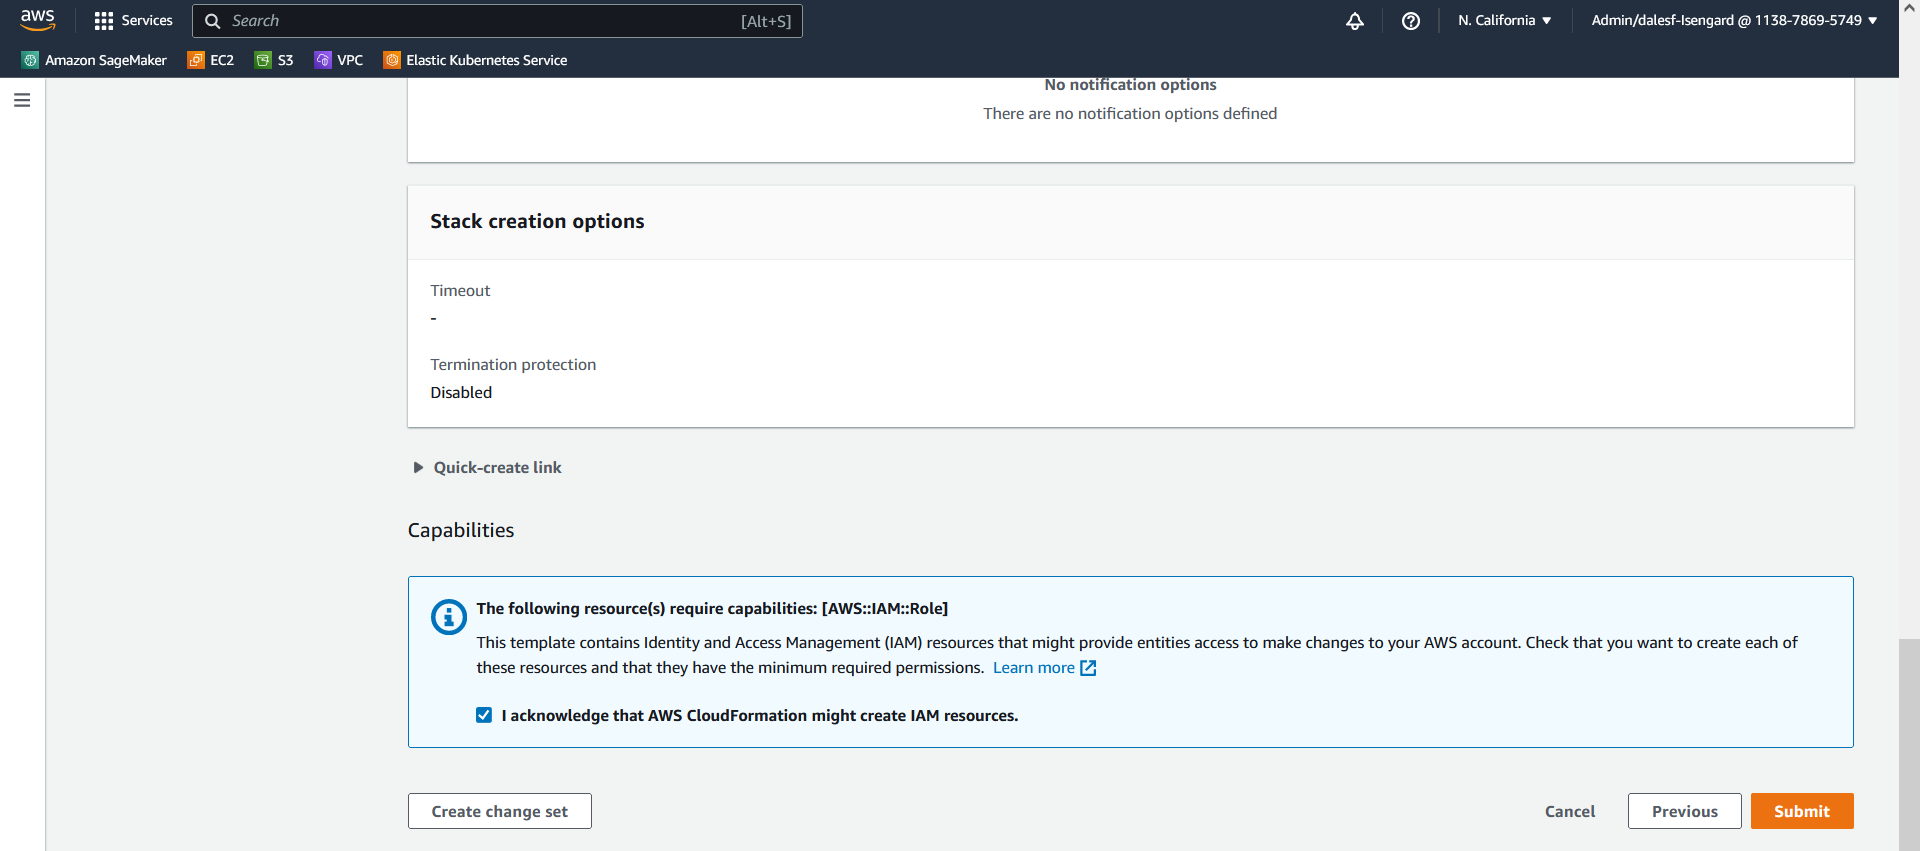 aws
Services
Search
[Alt+S]
N. California
Admin/dalesf-Isengard @ 1138-7869-5749
Amazon SageMaker
EC2
S3
VPC
Elastic Kubernetes Service
No notification options
There are no notification options defined
Stack creation options
Timeout
-
Termination protection
Disabled
Quick-create link
Capabilities
The following resource(s) require capabilities: [AWS::IAM::Role]
This template contains Identity and Access Management (IAM) resources that might provide entities access to make changes to your AWS account. Check that you want to create each of
these resources and that they have the minimum required permissions. Learn more
I acknowledge that AWS CloudFormation might create IAM resources.
Create change set
Cancel
Previous
Submit